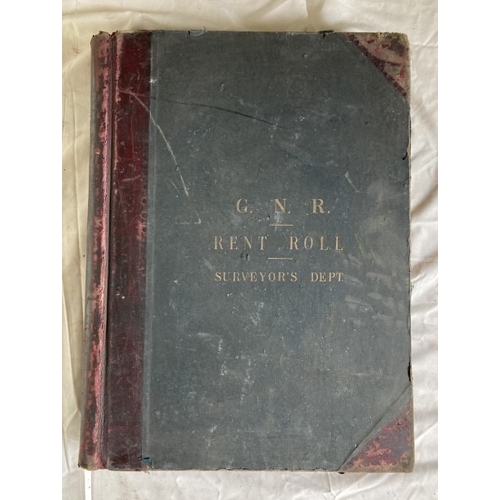 G. N. R.
RENT ROLL
SURVEYOR'S DEPT.